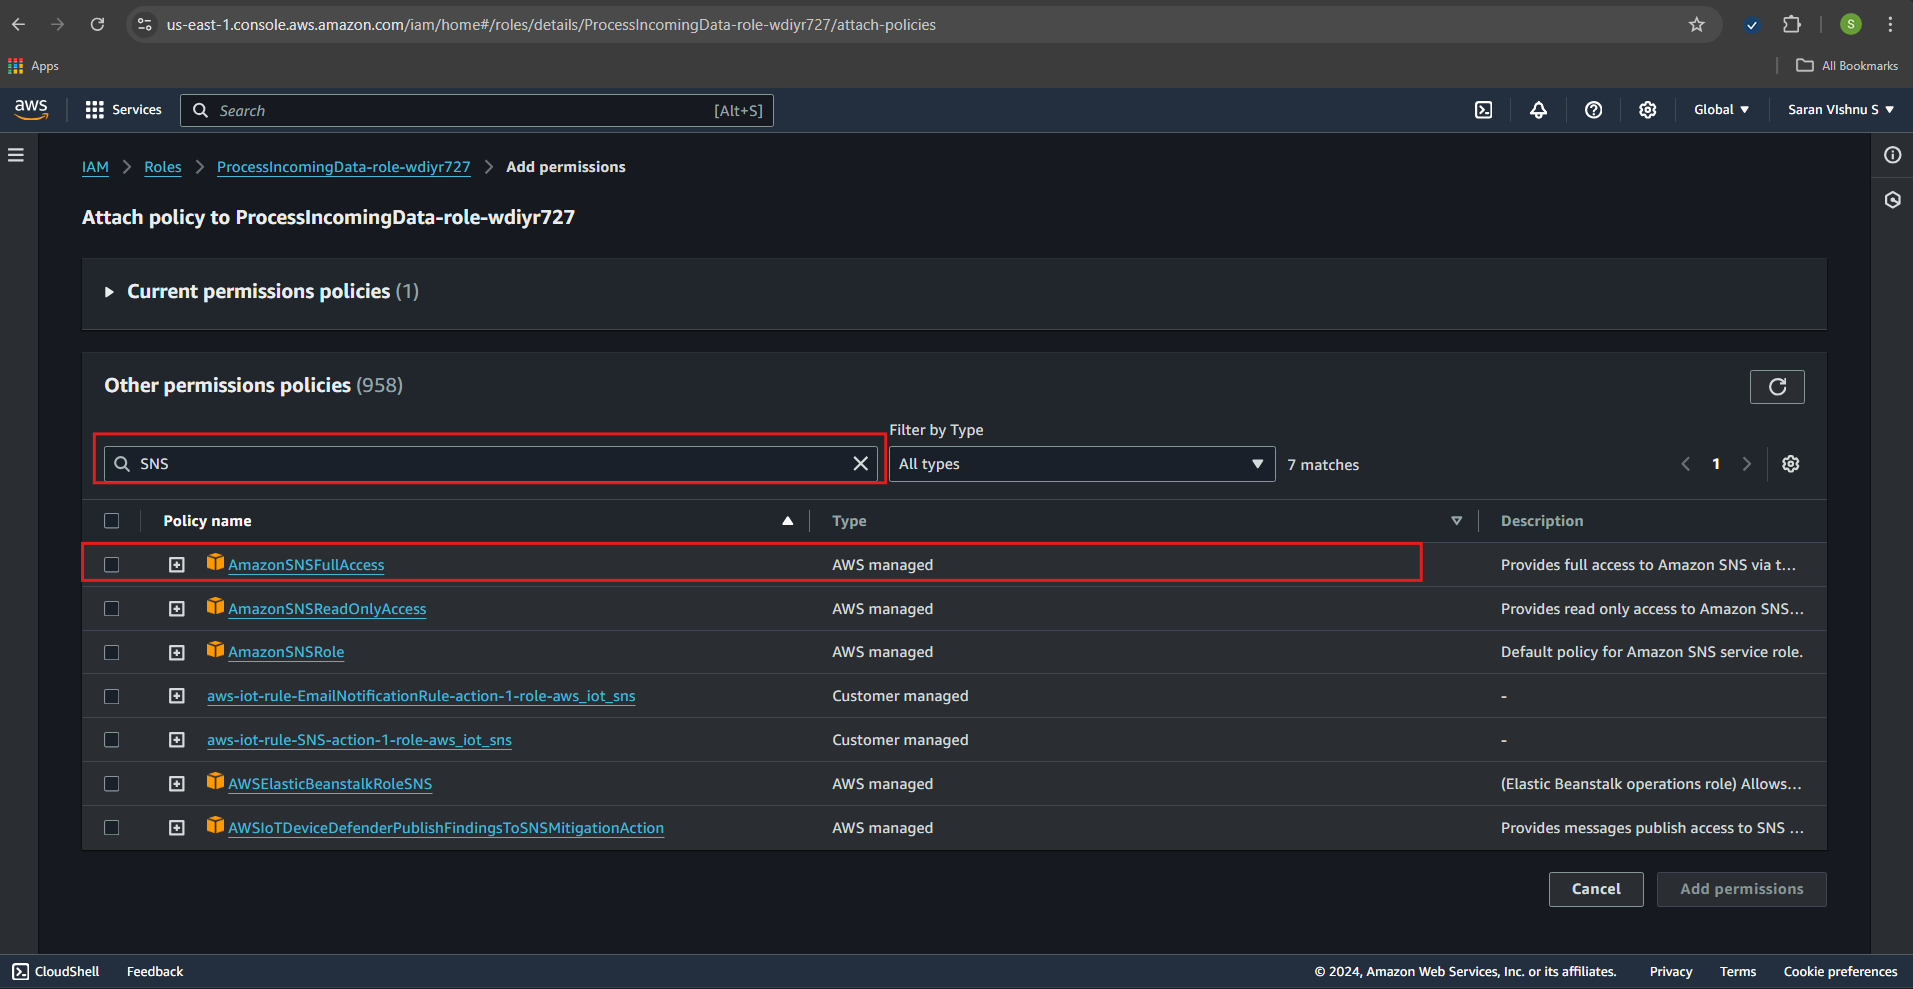 us-east-1.console.aws.amazon.com/iam/home#/roles/details/ProcessIncomingData-role-wdiyr727/attach-policies
S
Apps
All Bookmarks
aws
Services
Search
[Alt+S]
Global
Saran VIshnu S
IAM
Roles
ProcessIncomingData-role-wdiyr727
Add permissions
Attach policy to ProcessIncomingData-role-wdiyr727
Current permissions policies (1)
Other permissions policies (958)
Filter by Type
SNS
All types
7 matches
1
Policy name
Type
Description
AmazonSNSFullAccess
AWS managed
Provides full access to Amazon SNS via t...
AmazonSNSReadOnlyAccess
AWS managed
Provides read only access to Amazon SNS...
AmazonSNSRole
AWS managed
Default policy for Amazon SNS service role.
aws-iot-rule-EmailNotificationRule-action-1-role-aws_iot_sns
Customer managed
-
aws-iot-rule-SNS-action-1-role-aws_iot_sns
Customer managed
-
AWSElasticBeanstalkRoleSNS
AWS managed
(Elastic Beanstalk operations role) Allows...
AWSIoTDeviceDefenderPublishFindingsToSNSMitigationAction
AWS managed
Provides messages publish access to SNS ...
Cancel
Add permissions
CloudShell
Feedback
© 2024, Amazon Web Services, Inc. or its affiliates.
Privacy
Terms
Cookie preferences